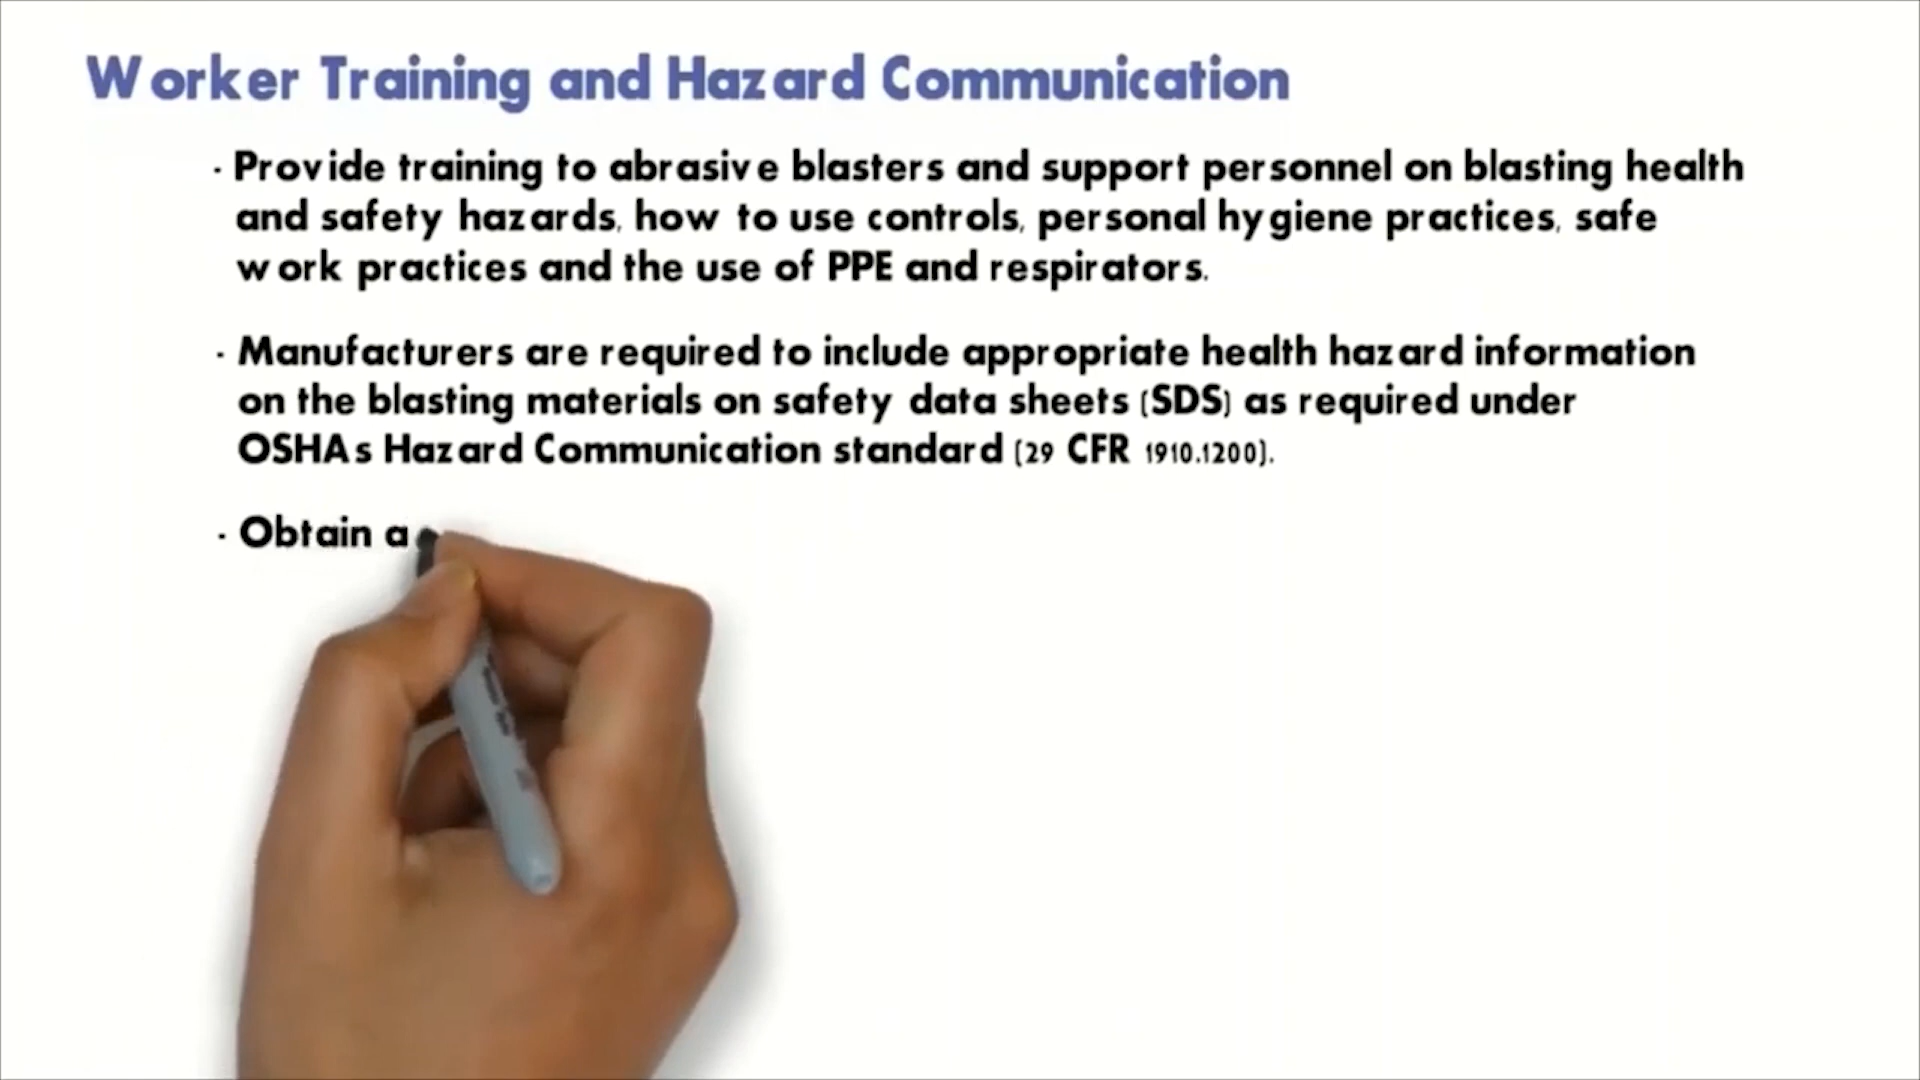 Worker Training and Hazard Communication
· Provide training to abrasive blasters and support personnel on blasting health
and safety hazards, how to use controls, personal hygiene practices, safe
work practices and the use of PPE and respirators.
· Manufacturers are required to include appropriate health hazard information
on the blasting materials on safety data sheets (SDS) as required under
OSHAs Hazard Communication standard (29 CFR 1910.1200).
· Obtain a